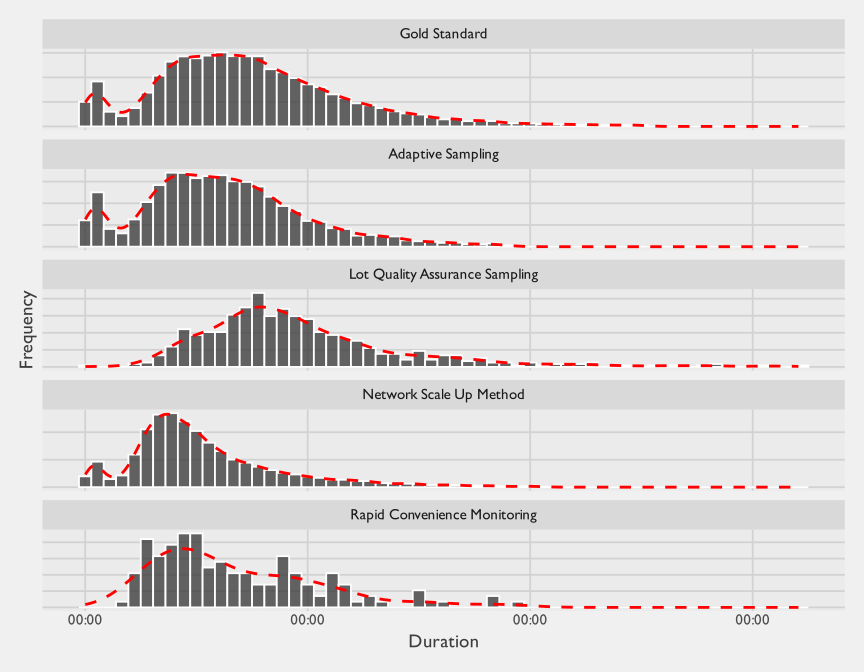 Gold Standard
Adaptive Sampling
Lot Quality Assurance Sampling
Network Scale Up Method
Rapid Convenience Monitoring
Frequency
00:00 00:00 00:00 00:00
Duration